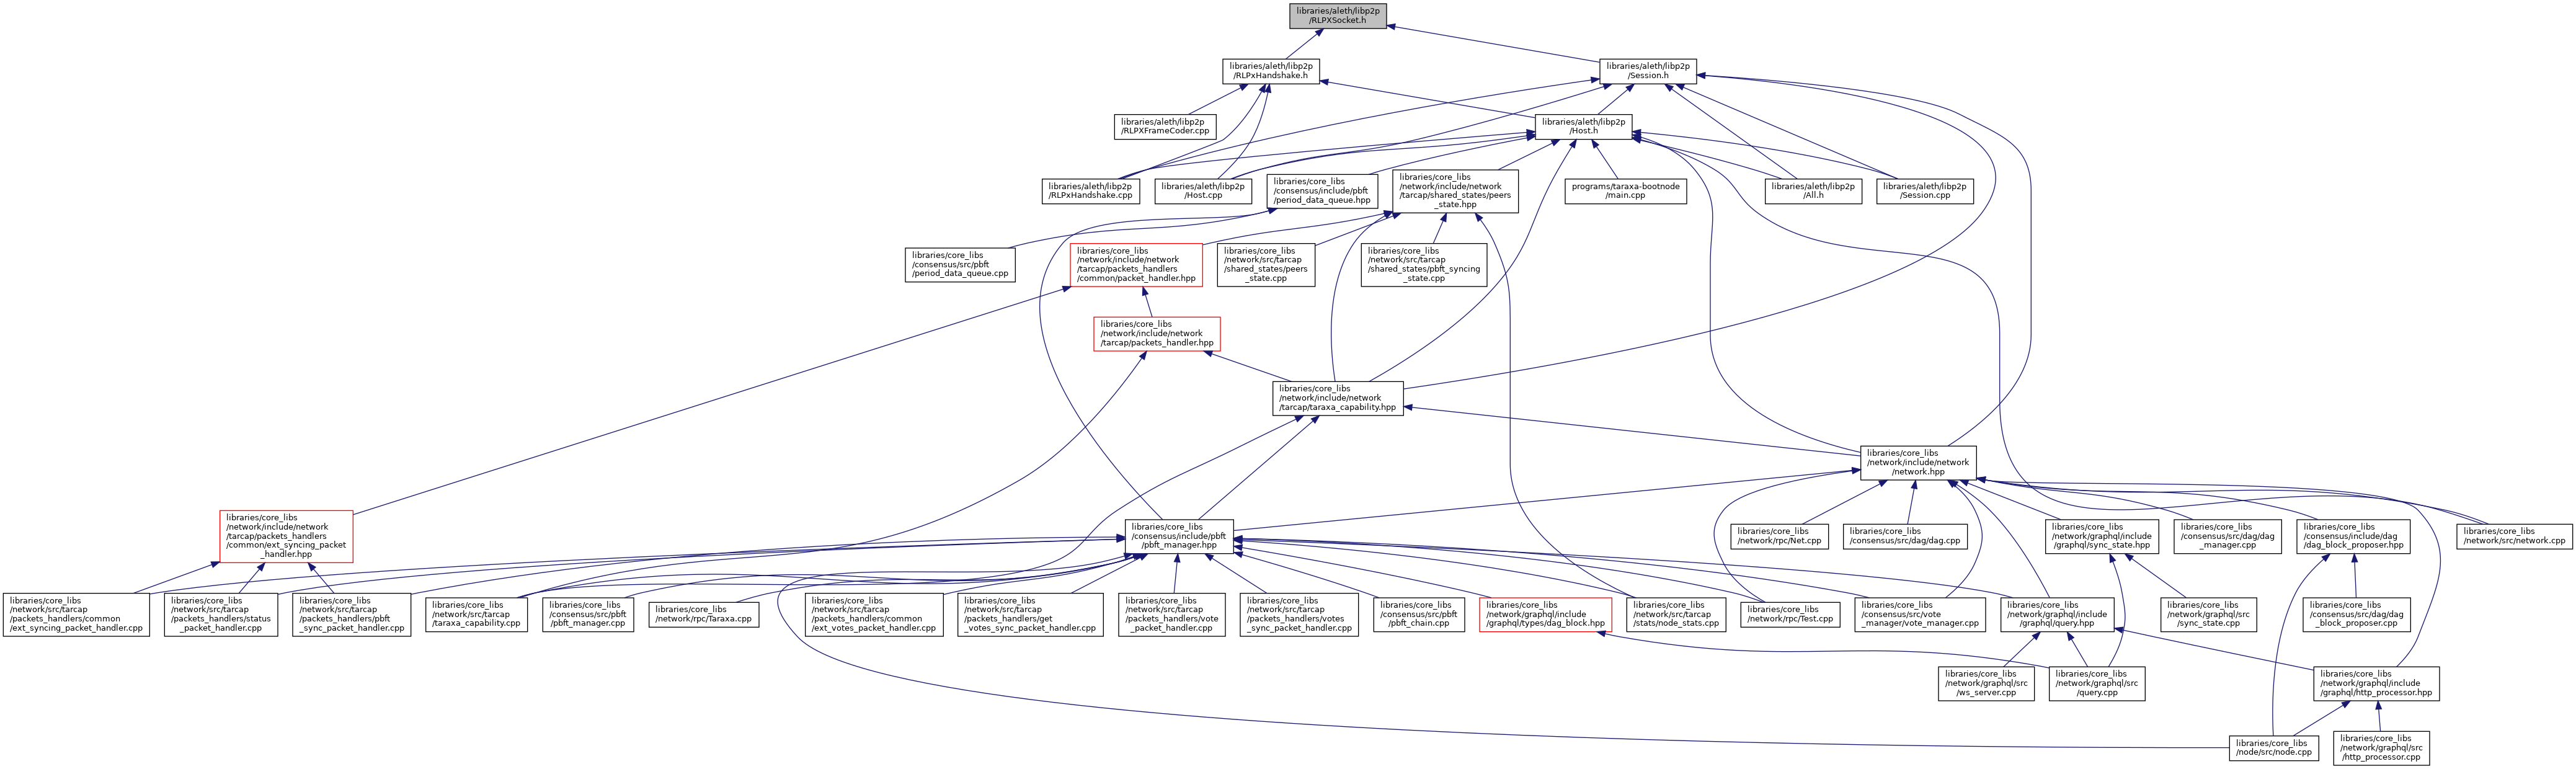 libraries/aleth/libp2p
/RLPXSocket.h
libraries/aleth/libp2p
/RLPxHandshake.h
libraries/aleth/libp2p
/Session.h
libraries/aleth/libp2p
/RLPXFrameCoder.cpp
libraries/aleth/libp2p
/Host.h
libraries/aleth/libp2p
/RLPxHandshake.cpp
libraries/aleth/libp2p
/Host.cpp
libraries/core_libs
/consensus/include/pbft
/period_data_queue.hpp
libraries/core_libs
/network/include/network
/tarcap/shared_states/peers
_state.hpp
programs/taraxa-bootnode
/main.cpp
libraries/aleth/libp2p
/All.h
libraries/aleth/libp2p
/Session.cpp
libraries/core_libs
/consensus/src/pbft
/period_data_queue.cpp
libraries/core_libs
/network/include/network
/tarcap/packets_handlers
/common/packet_handler.hpp
libraries/core_libs
/network/src/tarcap
/shared_states/peers
_state.cpp
libraries/core_libs
/network/src/tarcap
/shared_states/pbft_syncing
_state.cpp
libraries/core_libs
/network/include/network
/tarcap/packets_handler.hpp
libraries/core_libs
/network/include/network
/tarcap/taraxa_capability.hpp
libraries/core_libs
/network/include/network
/network.hpp
libraries/core_libs
/network/include/network
/tarcap/packets_handlers
/common/ext_syncing_packet
_handler.hpp
libraries/core_libs
/consensus/include/pbft
/pbft_manager.hpp
libraries/core_libs
/network/rpc/Net.cpp
libraries/core_libs
/consensus/src/dag/dag.cpp
libraries/core_libs
/network/graphql/include
/graphql/sync_state.hpp
libraries/core_libs
/consensus/src/dag/dag
_manager.cpp
libraries/core_libs
/consensus/include/dag
/dag_block_proposer.hpp
libraries/core_libs
/network/src/network.cpp
libraries/core_libs
/network/src/tarcap
/packets_handlers/common
/ext_syncing_packet_handler.cpp
libraries/core_libs
/network/src/tarcap
/packets_handlers/status
_packet_handler.cpp
libraries/core_libs
/network/src/tarcap
/packets_handlers/pbft
_sync_packet_handler.cpp
libraries/core_libs
/network/src/tarcap
/taraxa_capability.cpp
libraries/core_libs
/consensus/src/pbft
/pbft_manager.cpp
libraries/core_libs
/network/rpc/Taraxa.cpp
libraries/core_libs
/network/src/tarcap
/packets_handlers/common
/ext_votes_packet_handler.cpp
libraries/core_libs
/network/src/tarcap
/packets_handlers/get
_votes_sync_packet_handler.cpp
libraries/core_libs
/network/src/tarcap
/packets_handlers/vote
_packet_handler.cpp
libraries/core_libs
/network/src/tarcap
/packets_handlers/votes
_sync_packet_handler.cpp
libraries/core_libs
/consensus/src/pbft
/pbft_chain.cpp
libraries/core_libs
/network/graphql/include
/graphql/types/dag_block.hpp
libraries/core_libs
/network/src/tarcap
/stats/node_stats.cpp
libraries/core_libs
/network/rpc/Test.cpp
libraries/core_libs
/consensus/src/vote
_manager/vote_manager.cpp
libraries/core_libs
/network/graphql/include
/graphql/query.hpp
libraries/core_libs
/network/graphql/src
/sync_state.cpp
libraries/core_libs
/consensus/src/dag/dag
_block_proposer.cpp
libraries/core_libs
/network/graphql/src
/ws_server.cpp
libraries/core_libs
/network/graphql/src
/query.cpp
libraries/core_libs
/network/graphql/include
/graphql/http_processor.hpp
libraries/core_libs
/node/src/node.cpp
libraries/core_libs
/network/graphql/src
/http_processor.cpp